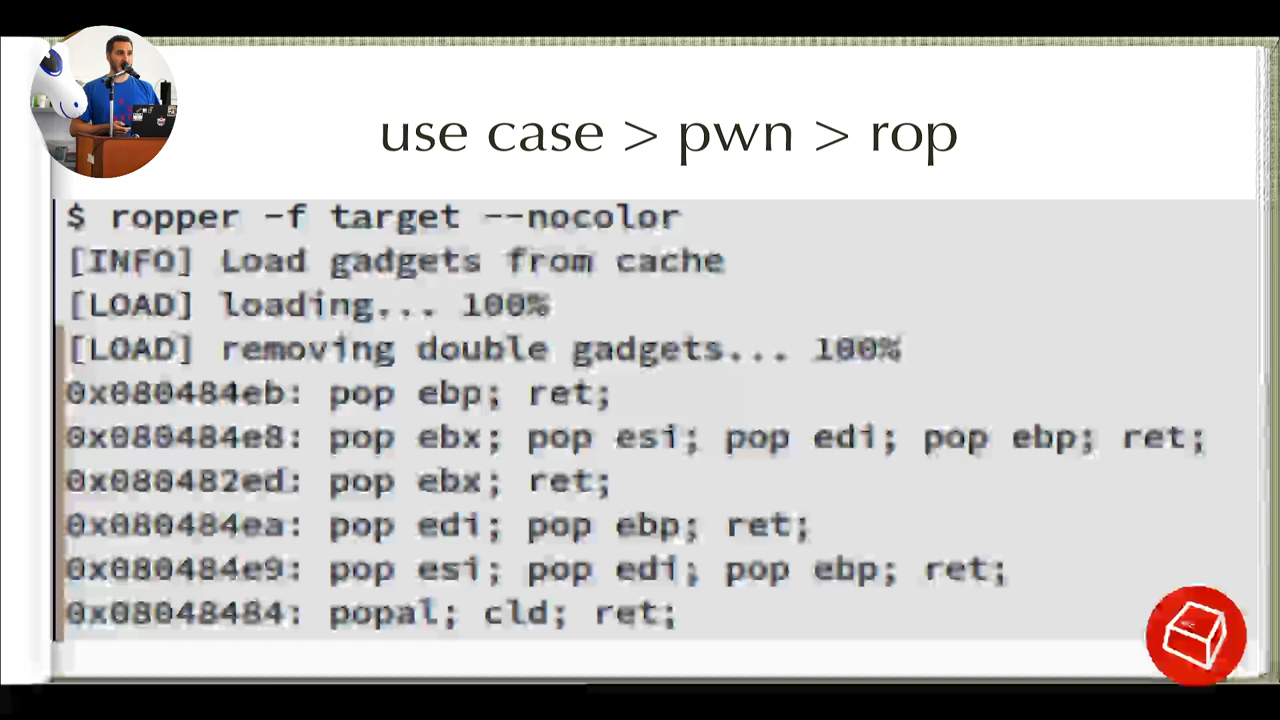 use case > pwn > rop
$ ropper -f target --nocolor
[INFO] Load gadgets from cache
[LOAD] loading... 100%
[LOAD] removing double gadgets... 100%
0x080484eb: pop ebp; ret;
0x080484e8: pop ebx; pop esi; pop edi; pop ebp; ret;
0x080482ed: pop ebx; ret;
0x080484ea: pop edi; pop ebp; ret;
0x080484e9: pop esi; pop edi; pop ebp; ret;
0x08048484: popal; cld; ret;